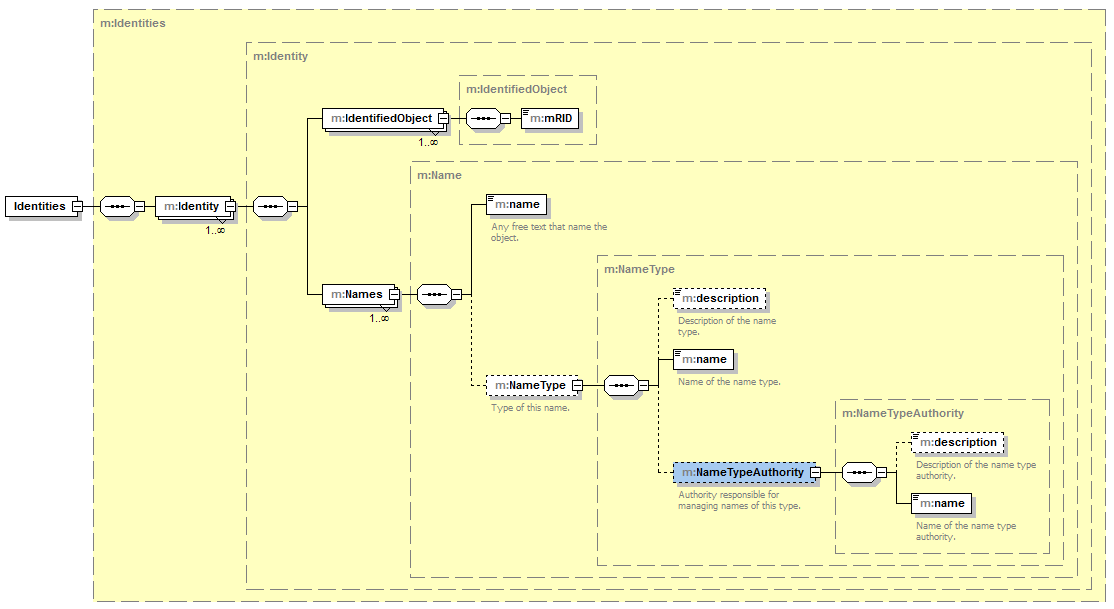 m:Identities
m:Identity
m:IdentifiedObject
m:IdentifiedObject
m:mRID
1..∞
m:Name
Identities
m:Identity
1..∞
m:name
Any free text that name the
object.
m:NameType
m:Names
1..∞
m:description
Description of the name
type.
m:name
Name of the name type.
m:NameType
Type of this name.
m:NameTypeAuthority
m:NameTypeAuthority
Authority responsible for
managing names of this type.
m:description
Description of the name type
authority.
m:name
Name of the name type
authority.